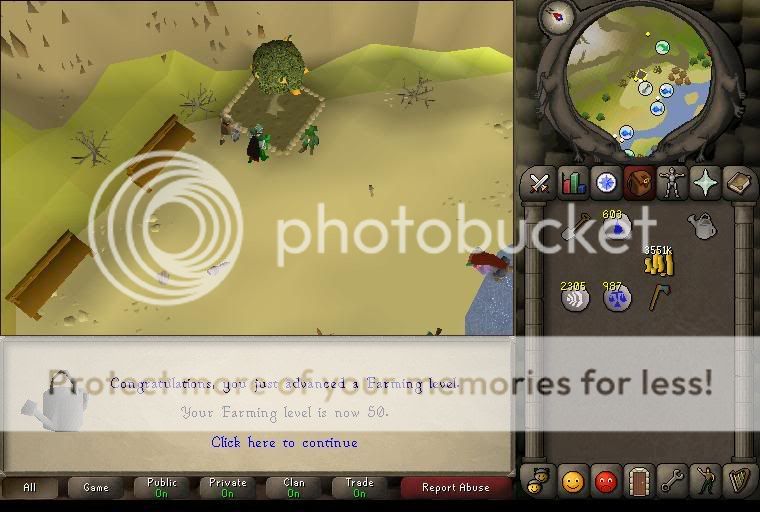 603
3551k
photobucket
2306 987
Protect more of your memories for less!
Congratulations, you just advanced a Farming level.
Your Farming level is now 50.
Click here to continue
All Game Public On Private On Clan On Trade On Report Abuse